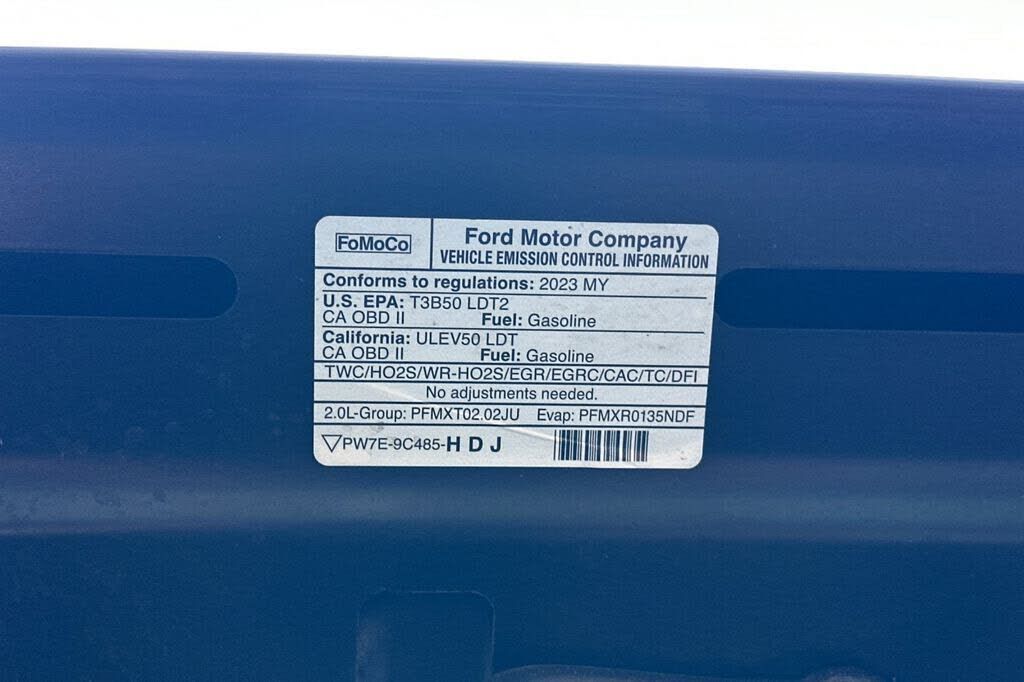 FoMoCo
Ford Motor Company
VEHICLE EMISSION CONTROL INFORMATION
Conforms to regulations: 2023 MY
U.S. EPA: T3B50 LDT2
CA OBD II Fuel: Gasoline
California: ULEV50 LDT
CA OBD II Fuel: Gasoline
TWC/HO2S/WR-HO2S/EGR/EGRC/CAC/TC/DFI
No adjustments needed.
2.0L-Group: PFMXT02.02JU Evap: PFMXR0135NDF
PW7E-9C485-H D J